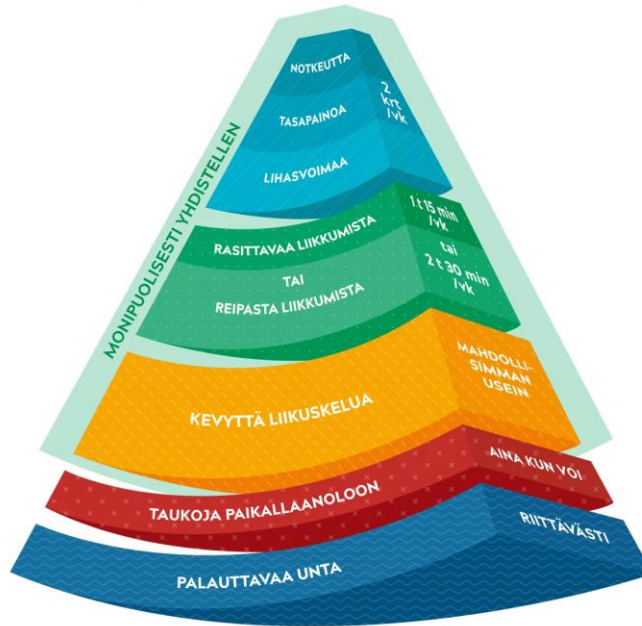 MONIPUOLISESTI YHDISTELLEN
NOTKEUTTA
TASAPAINOA
LIHASVOIMAA
2
krt
/vk
RASITTAVAA LIIKKUMISTA
TAI
REIPASTA LIIKKUMISTA
1 t 15 min
/vk
tai
2 t 30 min
/vk
KEVYTTÄ LIIKUSKELUA
MAHDOLLI-
SIMMAN
USEIN
TAUKOJA PAIKALLAANOLOON
AINA KUN VOI
PALAUTTAVAA UNTA
RIITTÄVÄSTI